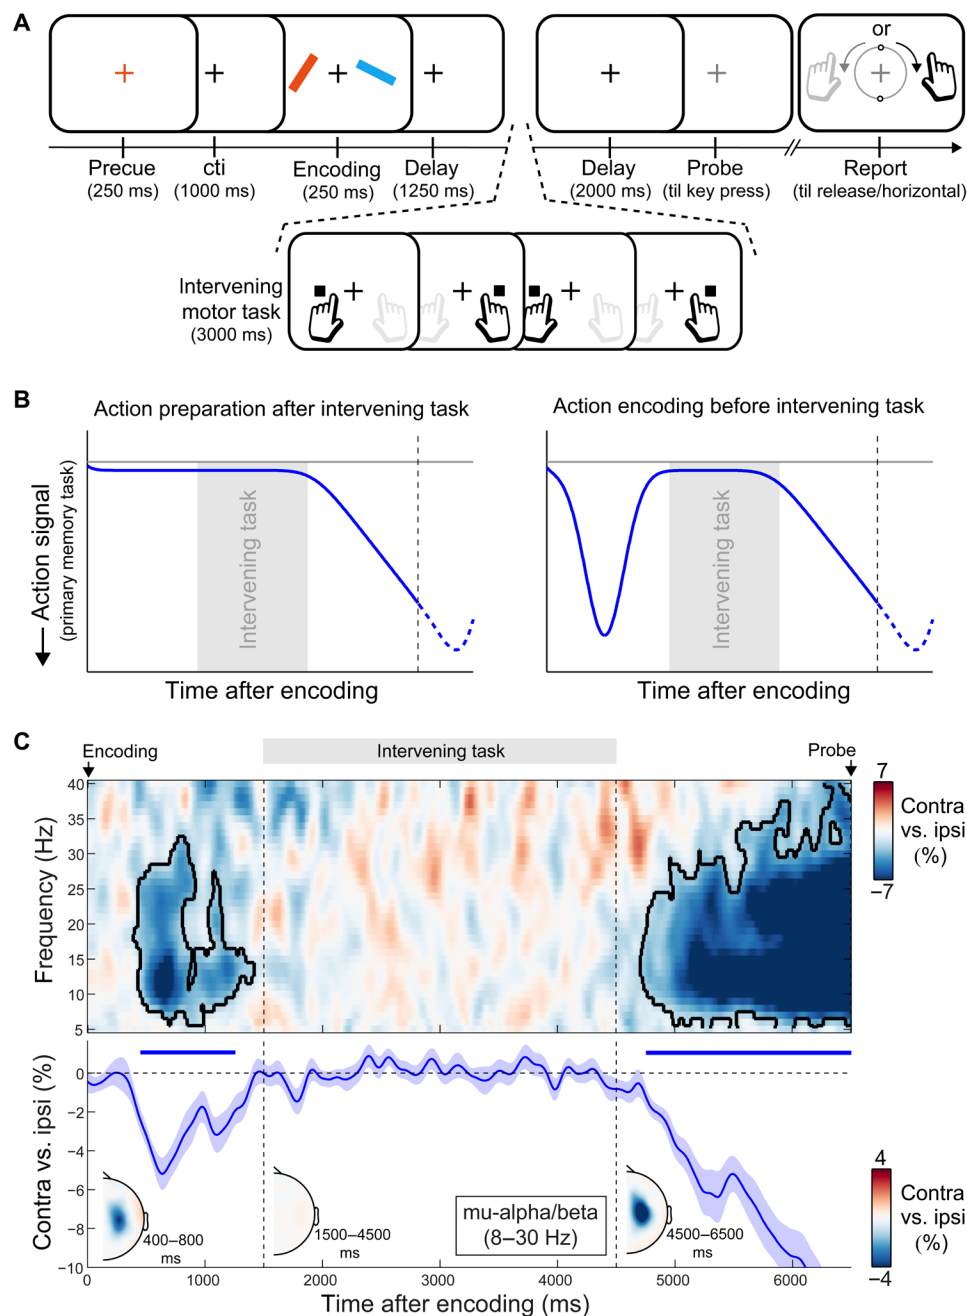 A
or
Precue
(250 ms)
cti
(1000 ms)
Encoding
(250 ms)
Delay
(1250 ms)
Delay
(2000 ms)
Probe
(til key press)
Report
(til release/horizontal)
Intervening
motor task
(3000 ms)
B
Action preparation after intervening task
Action encoding before intervening task
Action signal
(primary memory task)
Intervening task
Intervening task
Time after encoding
Time after encoding
C
Encoding
Intervening task
Probe
Frequency (Hz)
40
35
30
25
20
15
10
5
7
Contra
vs. ipsi
(%)
−7
Contra vs. ipsi (%)
0
−2
−4
−6
−8
−10
400–800
ms
1500–4500
ms
mu-alpha/beta
(8–30 Hz)
4500–6500
ms
4
Contra
vs. ipsi
(%)
−4
0
1000
2000
3000
4000
5000
6000
Time after encoding (ms)